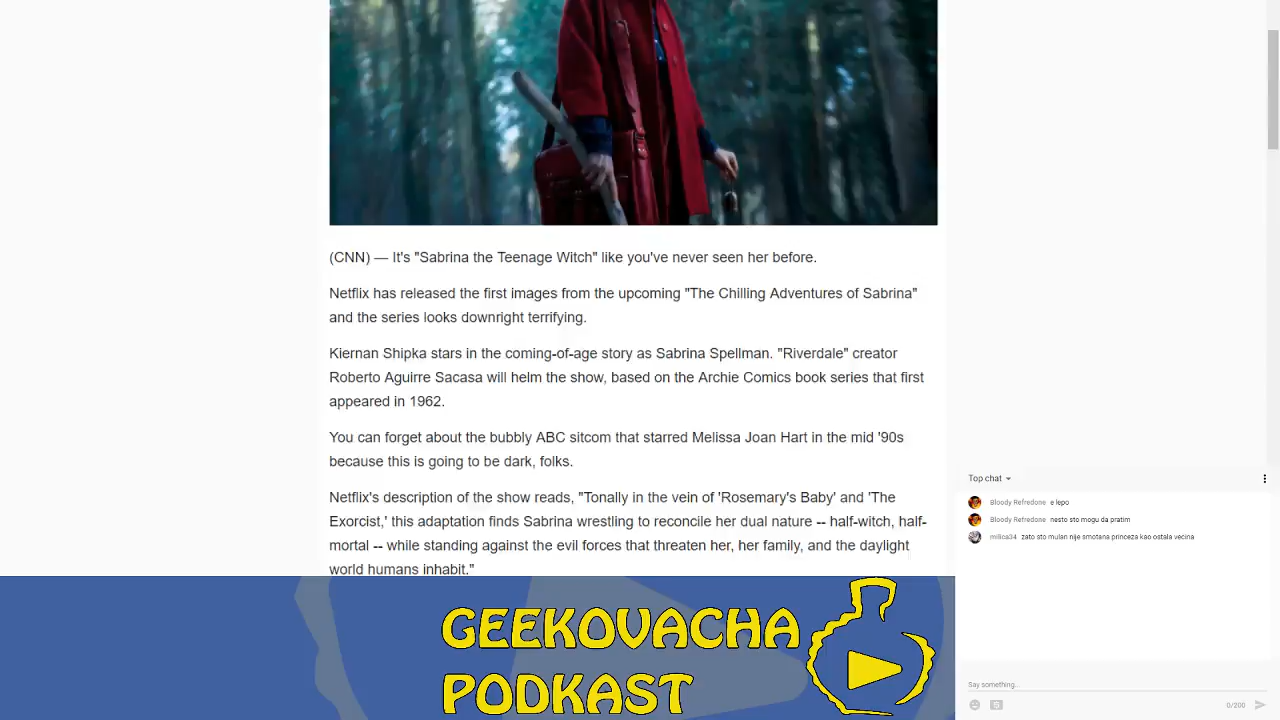 (CNN) — It's "Sabrina the Teenage Witch" like you've never seen her before.
Netflix has released the first images from the upcoming "The Chilling Adventures of Sabrina"
and the series looks downright terrifying.
Kiernan Shipka stars in the coming-of-age story as Sabrina Spellman. "Riverdale" creator
Roberto Aguirre Sacasa will helm the show, based on the Archie Comics book series that first
appeared in 1962.
You can forget about the bubbly ABC sitcom that starred Melissa Joan Hart in the mid '90s
because this is going to be dark, folks.
Netflix's description of the show reads, "Tonally in the vein of 'Rosemary's Baby' and 'The
Exorcist,' this adaptation finds Sabrina wrestling to reconcile her dual nature -- half-witch, half-
mortal -- while standing against the evil forces that threaten her, her family, and the daylight
world humans inhabit."
Top chat
Bloody Refredone e lepo
Bloody Refredone nesto sto mogu da pratim
milica34 zato sto mulan nije smotana princeza kao ostala vecina
Say something...
0/200
GEEKOVACHA
PODKAST